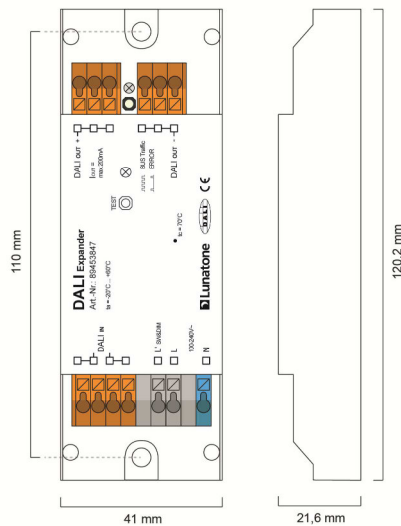 DALI OUT +
IOUT =
max.200mA
TEST
BUS Traffic
ERROR
DALI OUT -
110 mm
120.2 mm
DALI Expander
Art.-Nr.: 89453847
ta = -20°C ... +60°C
tc = 70°C
Lunatone
DALI
CE
DALI IN
L' SW&DIM
L
100-240V~
N
41 mm
21,6 mm